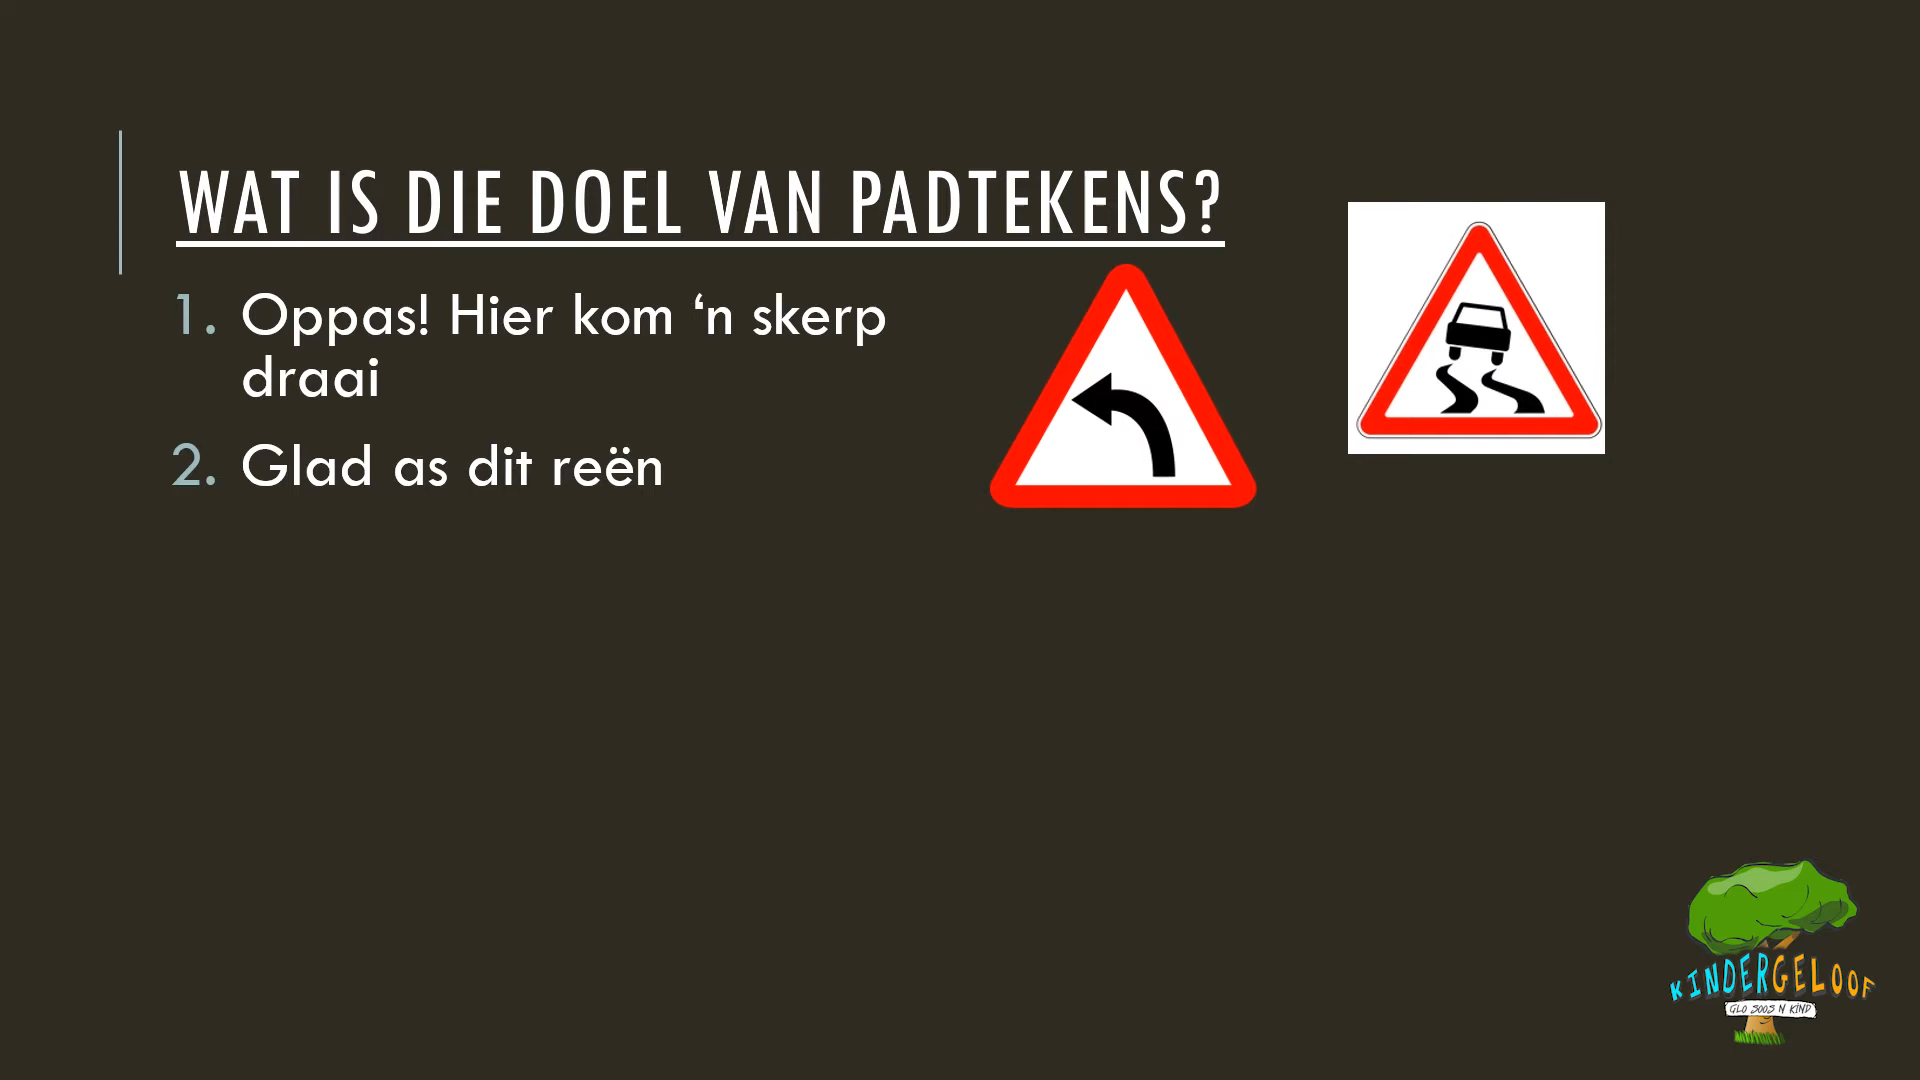 WAT IS DIE DOEL VAN PADTEKENS?
1. Oppas! Hier kom ‘n skerp
draai
2. Glad as dit reën
KINDERGELOOF
GLO SOOS N KIND